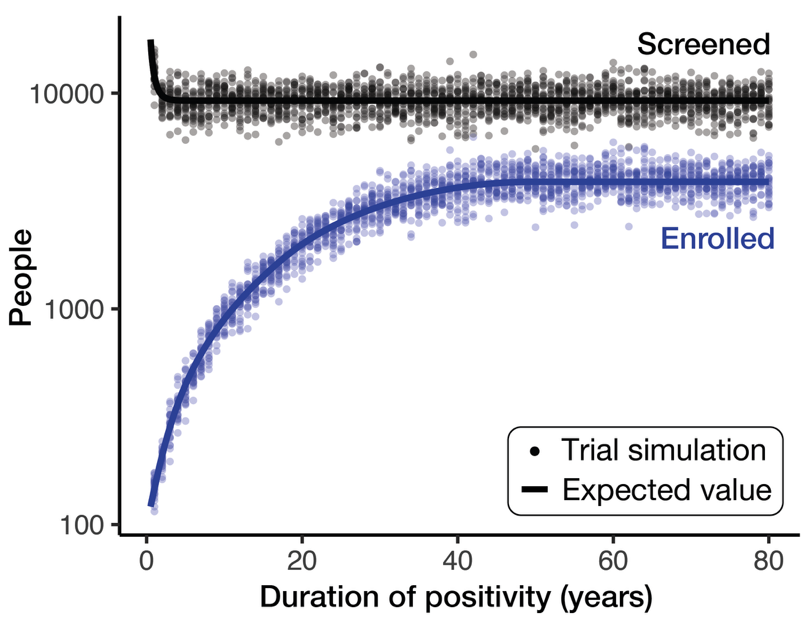 Screened
10000
Enrolled
People
1000
Trial simulation
Expected value
100
0 20 40 60 80
Duration of positivity (years)